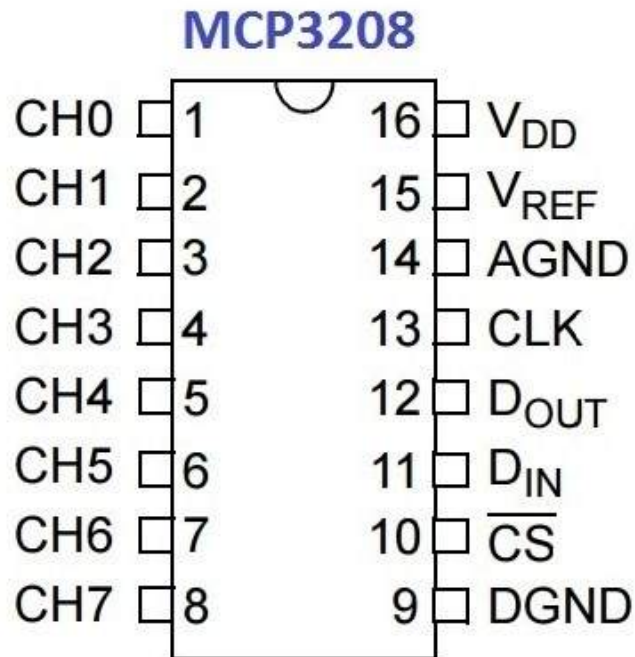 MCP3208
CH0 1 16 VDD
CH1 2 15 VREF
CH2 3 14 AGND
CH3 4 13 CLK
CH4 5 12 DOUT
CH5 6 11 DIN
CH6 7 10 C̅S̅
CH7 8 9 DGND